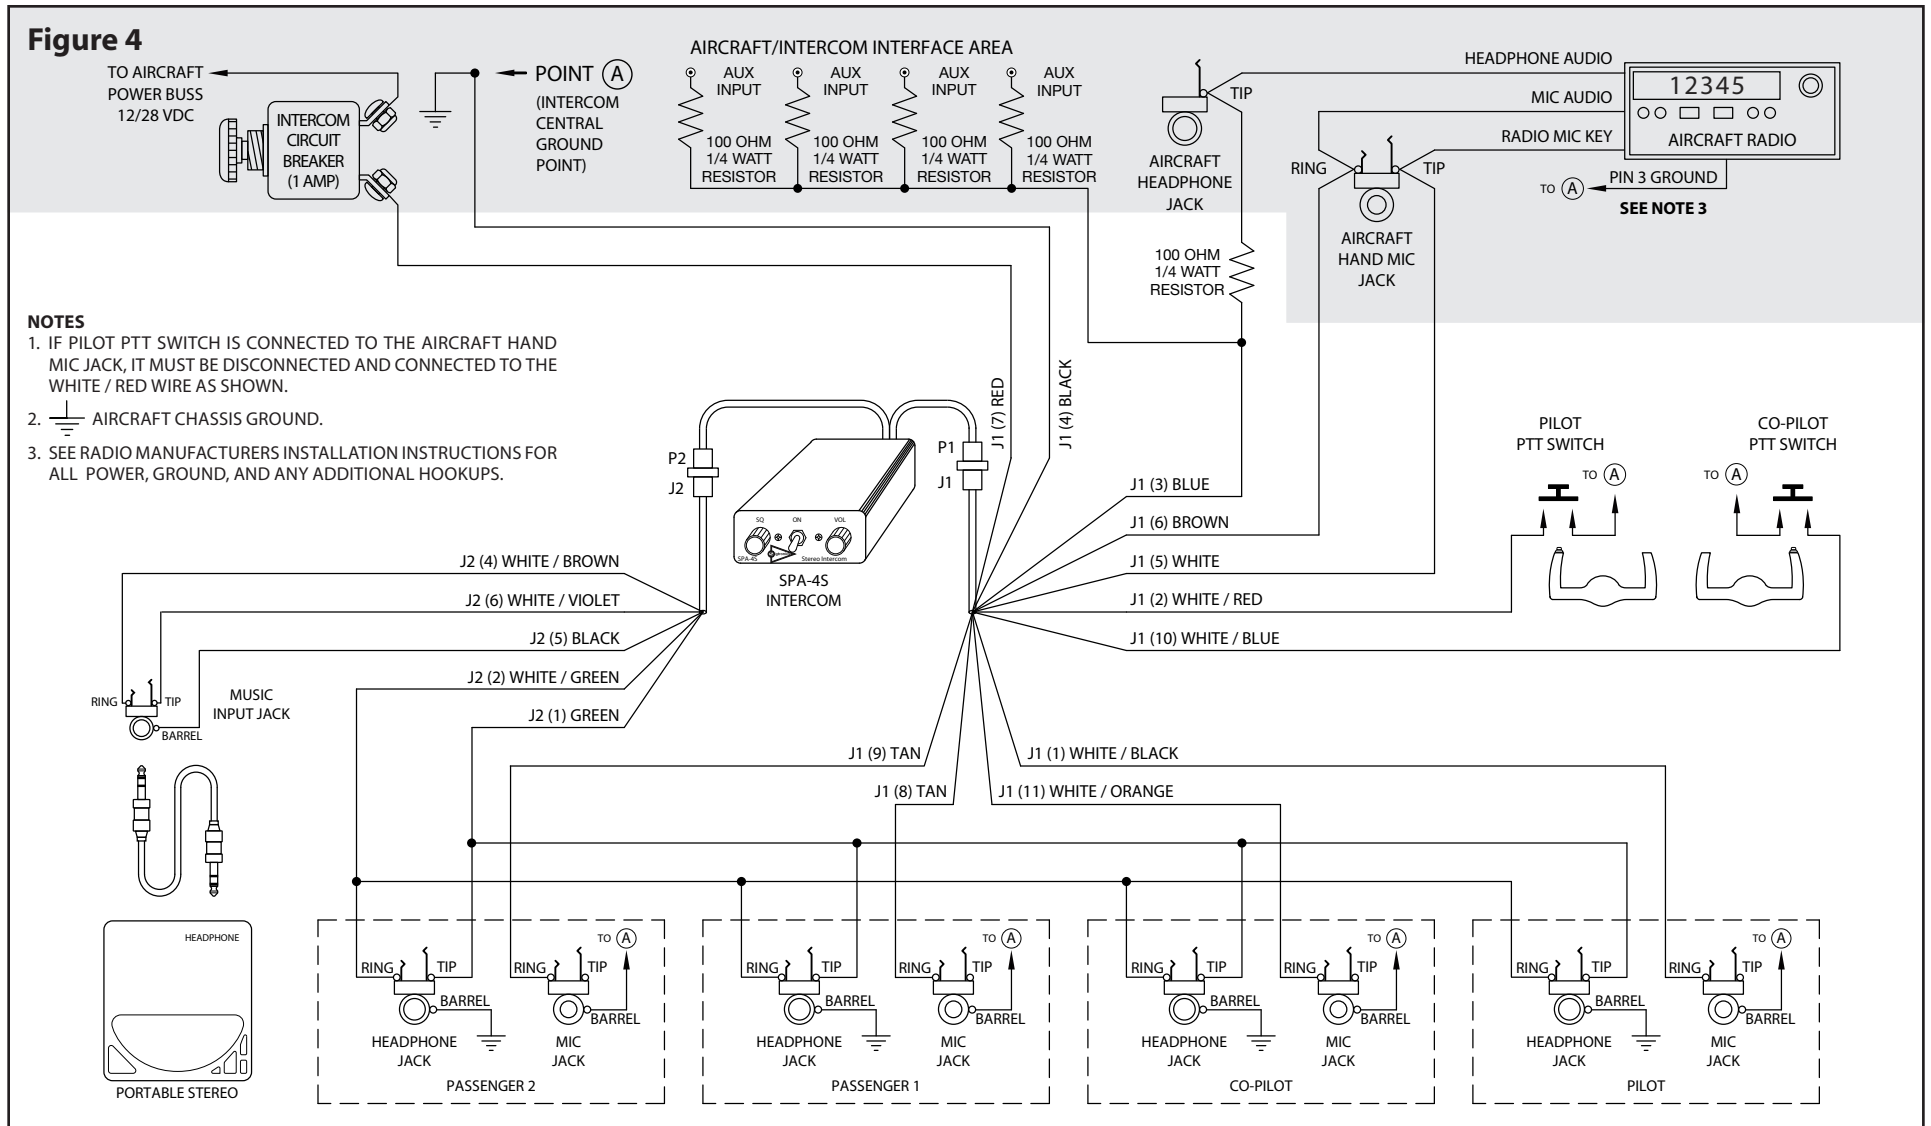 Figure 4
TO AIRCRAFT
POWER BUSS
12/28 VDC
INTERCOM
CIRCUIT
BREAKER
(1 AMP)
POINT A
(INTERCOM
CENTRAL
GROUND
POINT)
AIRCRAFT/INTERCOM INTERFACE AREA
AUX
INPUT
AUX
INPUT
AUX
INPUT
AUX
INPUT
100 OHM
1/4 WATT
RESISTOR
100 OHM
1/4 WATT
RESISTOR
100 OHM
1/4 WATT
RESISTOR
100 OHM
1/4 WATT
RESISTOR
TIP
AIRCRAFT
HEADPHONE
JACK
100 OHM
1/4 WATT
RESISTOR
HEADPHONE AUDIO
MIC AUDIO
RADIO MIC KEY
12345
AIRCRAFT RADIO
PIN 3 GROUND
TO A
SEE NOTE 3
RING
TIP
AIRCRAFT
HAND MIC
JACK
NOTES
1. IF PILOT PTT SWITCH IS CONNECTED TO THE AIRCRAFT HAND
MIC JACK, IT MUST BE DISCONNECTED AND CONNECTED TO THE
WHITE / RED WIRE AS SHOWN.
2. AIRCRAFT CHASSIS GROUND.
3. SEE RADIO MANUFACTURERS INSTALLATION INSTRUCTIONS FOR
ALL POWER, GROUND, AND ANY ADDITIONAL HOOKUPS.
P2
J2
P1
J1
SQ
ON
VOL
SPA-4S
Stereo Intercom
SPA-4S
INTERCOM
J1 (7) RED
J1 (4) BLACK
J1 (3) BLUE
J1 (6) BROWN
J1 (5) WHITE
J1 (2) WHITE / RED
J1 (10) WHITE / BLUE
PILOT
PTT SWITCH
TO A
CO-PILOT
PTT SWITCH
TO A
J2 (4) WHITE / BROWN
J2 (6) WHITE / VIOLET
J2 (5) BLACK
J2 (2) WHITE / GREEN
J2 (1) GREEN
RING
TIP
BARREL
MUSIC
INPUT JACK
J1 (9) TAN
J1 (8) TAN
J1 (1) WHITE / BLACK
J1 (11) WHITE / ORANGE
HEADPHONE
PORTABLE STEREO
RING
TIP
BARREL
HEADPHONE
JACK
RING
TIP
TO A
BARREL
MIC
JACK
PASSENGER 2
RING
TIP
BARREL
HEADPHONE
JACK
RING
TIP
TO A
BARREL
MIC
JACK
PASSENGER 1
RING
TIP
BARREL
HEADPHONE
JACK
RING
TIP
TO A
BARREL
MIC
JACK
CO-PILOT
RING
TIP
BARREL
HEADPHONE
JACK
RING
TIP
TO A
BARREL
MIC
JACK
PILOT